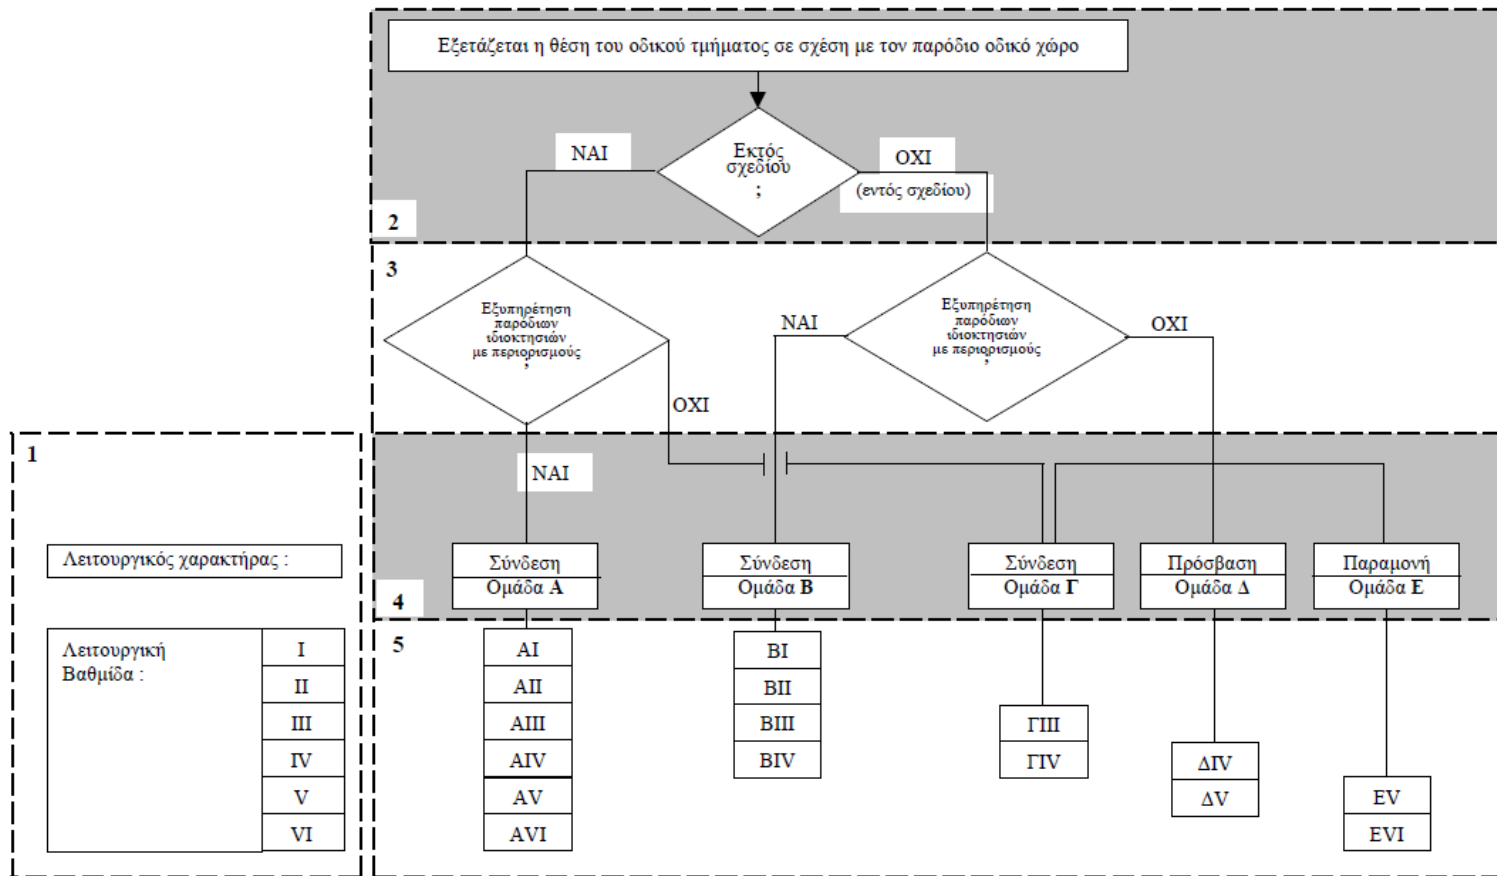 Εξετάζεται η θέση του οδικού τμήματος σε σχέση με τον παρόδιο οδικό χώρο
ΝΑΙ
Εκτός
σχεδίου
;
ΟΧΙ
(εντός σχεδίου)
2
3
Εξυπηρέτηση
παρόδιων
ιδιοκτησιών
με περιορισμούς
;
ΟΧΙ
ΝΑΙ
Εξυπηρέτηση
παρόδιων
ιδιοκτησιών
με περιορισμούς
;
ΟΧΙ
1
ΝΑΙ
Λειτουργικός χαρακτήρας :
Σύνδεση
Ομάδα Α
Σύνδεση
Ομάδα Β
Σύνδεση
Ομάδα Γ
Πρόσβαση
Ομάδα Δ
Παραμονή
Ομάδα Ε
4
5
Λειτουργική
Βαθμίδα :
I
II
III
IV
V
VI
ΑΙ
ΑΙΙ
ΑΙΙΙ
ΑΙV
ΑV
ΑVI
ΒΙ
ΒΙΙ
ΒΙΙΙ
ΒΙV
ΓΙΙΙ
ΓΙV
ΔΙV
ΔV
ΕV
ΕVI